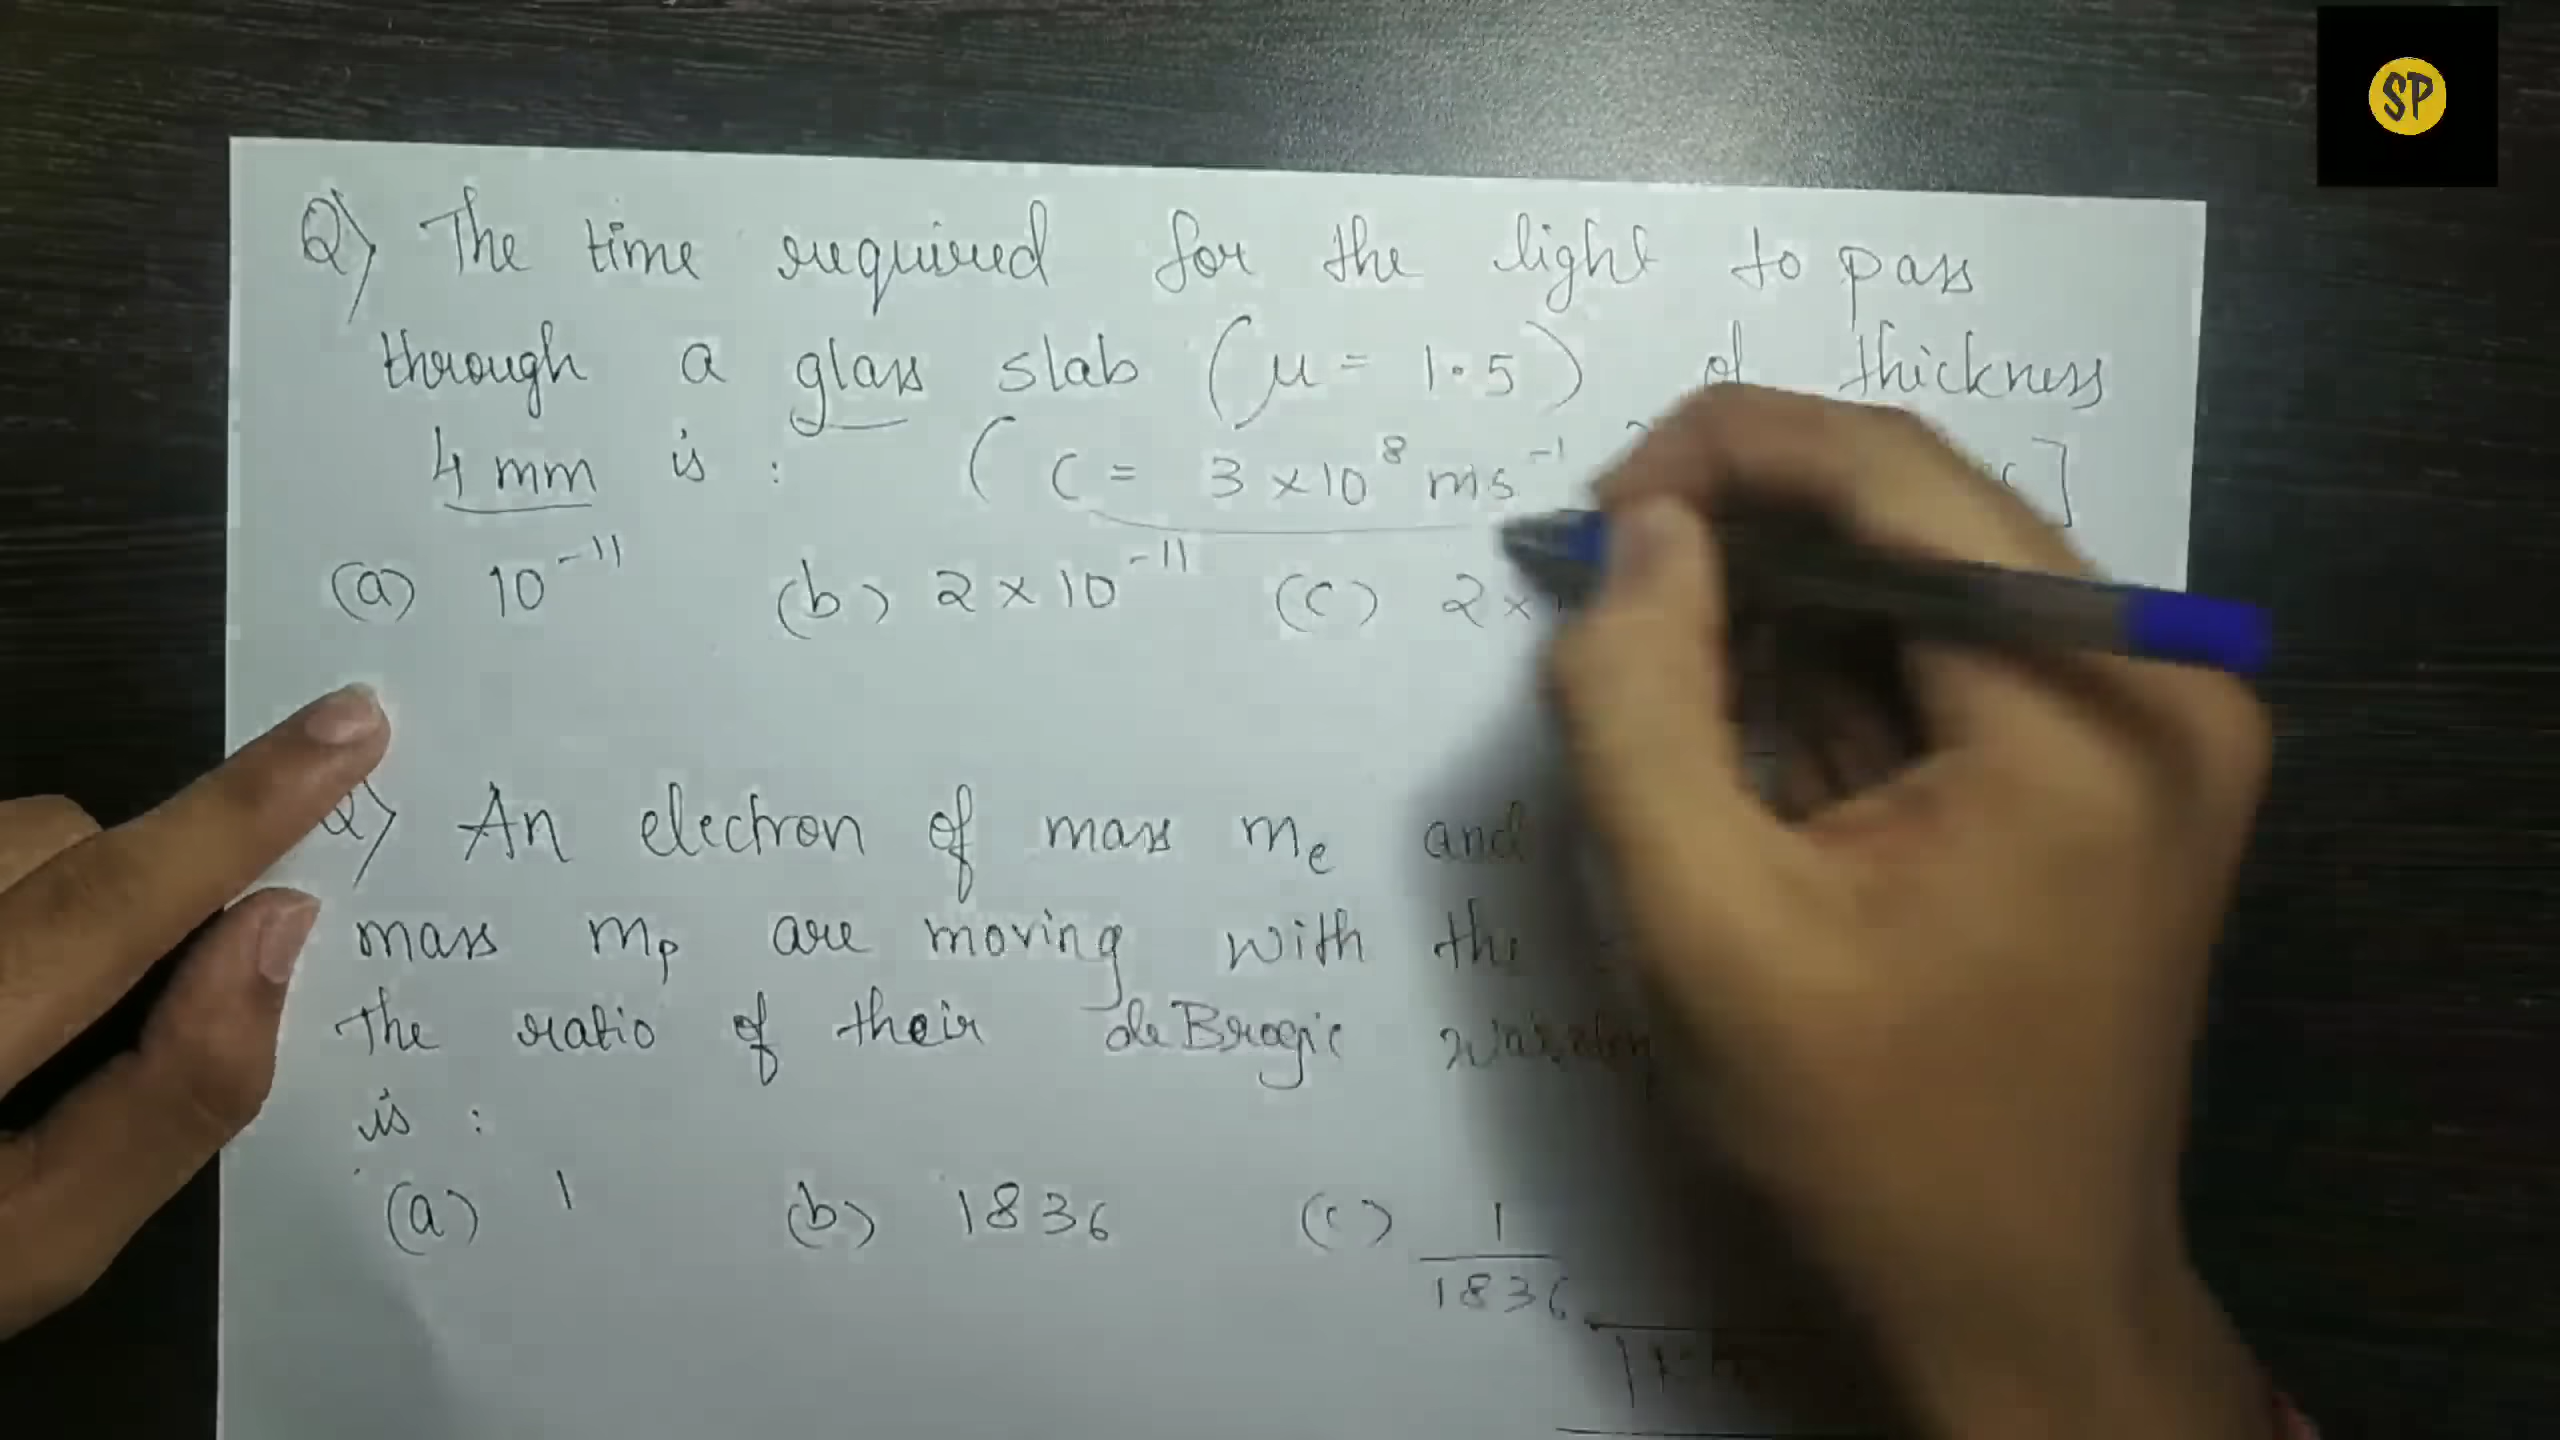 SP
Q) The time required for the light to pass
through a glass slab (μ = 1.5) of thickness
4 mm is : ( C = 3 × 10⁸ ms⁻¹ ]
(a) 10⁻¹¹ (b) 2 × 10⁻¹¹ (c) 2 ×
Q) An electron of mass mₑ and
mass mₚ are moving with the
The ratio of their de Brogie
is :
(a) 1 (b) 1836 (c) 1
1836